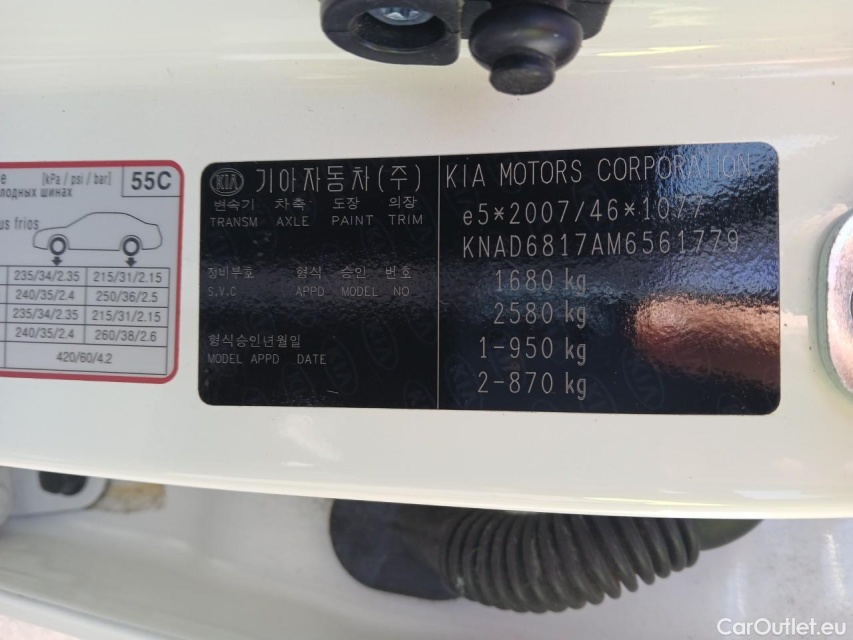 e [kPa / psi / bar] 55C
лодных шинах
us fríos
235/34/2.35 215/31/2.15
240/35/2.4 250/36/2.5
235/34/2.35 215/31/2.15
240/35/2.4 260/38/2.6
420/60/4.2
KIA 기아자동차(주)
변속기 차축 도장 의장
TRANSM AXLE PAINT TRIM
정비부호 형식 승인 번호
S.V.C APPD MODEL NO
형식승인년월일
MODEL APPD DATE
KIA MOTORS CORPORATION
e5*2007/46*1077
KNAD6817AM6561779
1680 kg
2580 kg
1-950 kg
2-870 kg
CarOutlet.eu